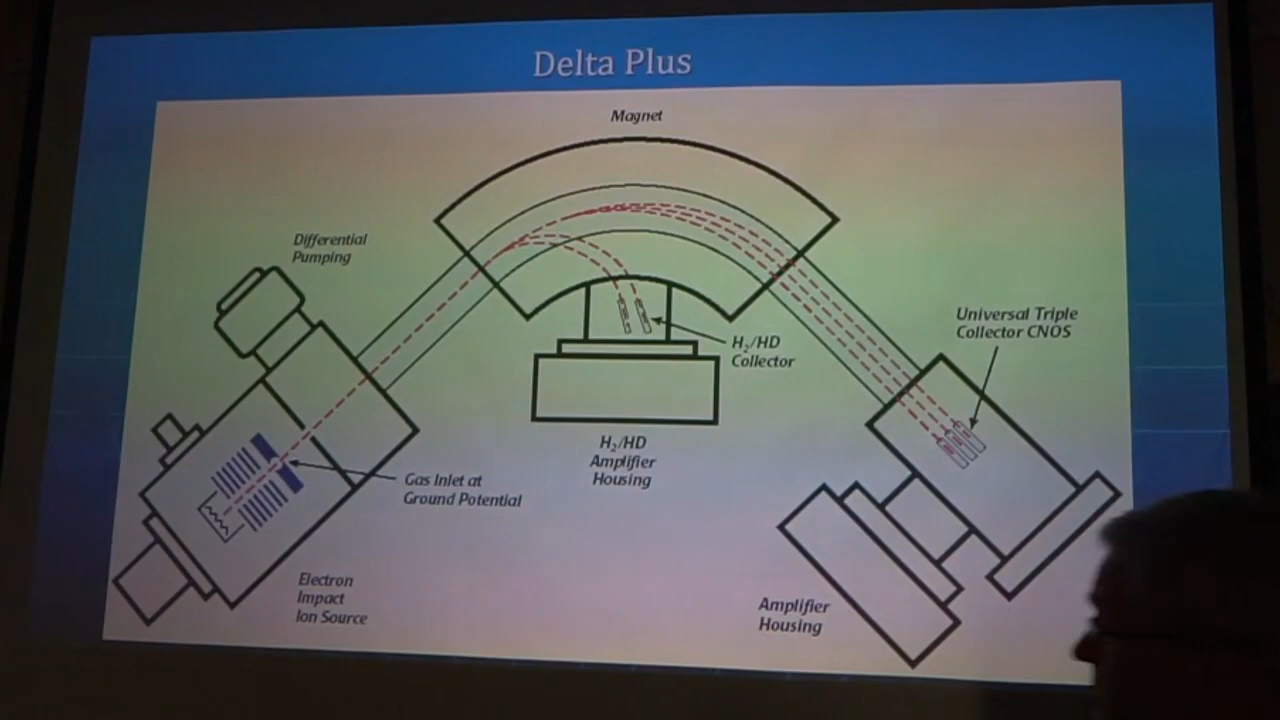 Delta Plus
Magnet
Differential
Pumping
Universal Triple
Collector CNOS
H₂/HD
Collector
H₂/HD
Amplifier
Housing
Gas Inlet at
Ground Potential
Electron
Impact
Ion Source
Amplifier
Housing